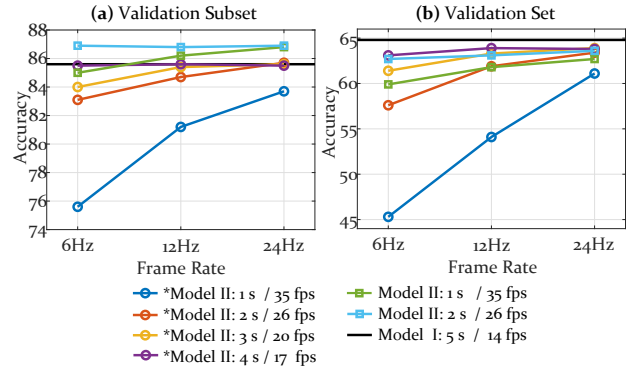 (a) Validation Subset
88
86
84
82
80
78
76
74
Accuracy
6Hz 12Hz 24Hz
Frame Rate
(b) Validation Set
65
60
55
50
45
Accuracy
6Hz 12Hz 24Hz
Frame Rate
*Model II: 1 s / 35 fps
*Model II: 2 s / 26 fps
*Model II: 3 s / 20 fps
*Model II: 4 s / 17 fps
Model II: 1 s / 35 fps
Model II: 2 s / 26 fps
Model I: 5 s / 14 fps